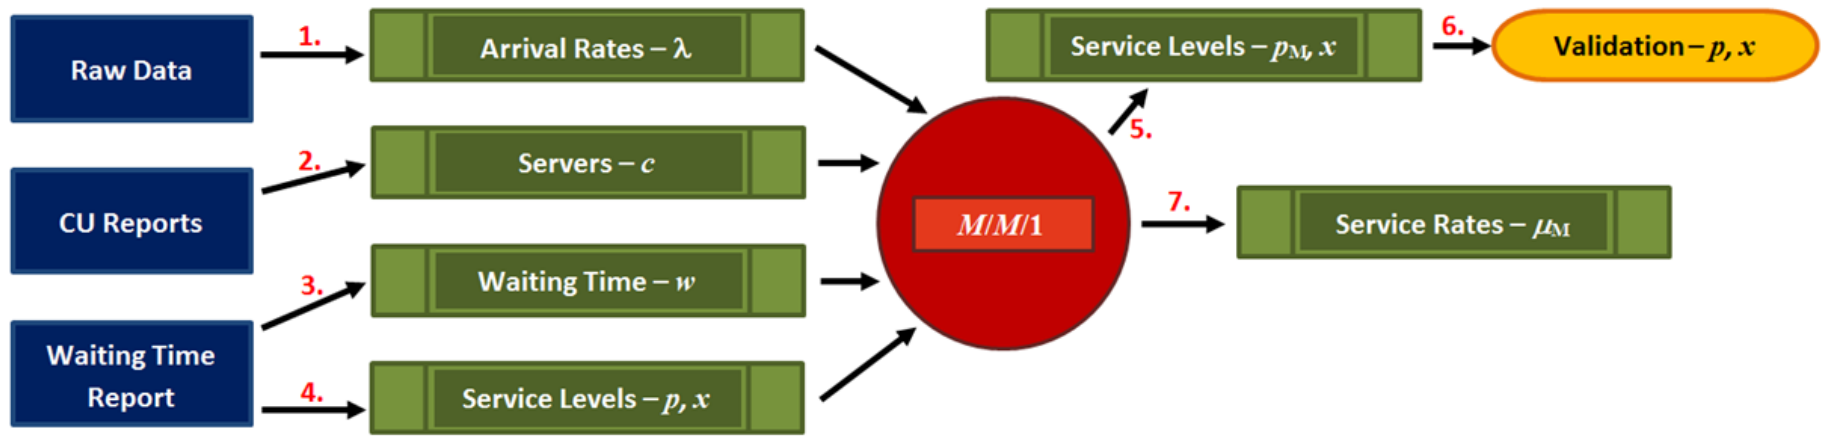 Raw Data
1.
Arrival Rates – λ
Service Levels – pM, x
6.
Validation – p, x
5.
CU Reports
2.
Servers – c
M/M/1
7.
Service Rates – μM
Waiting Time
Report
3.
Waiting Time – w
4.
Service Levels – p, x